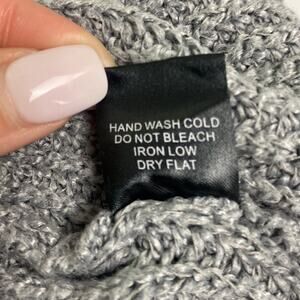 HAND WASH COLD
DO NOT BLEACH
IRON LOW
DRY FLAT